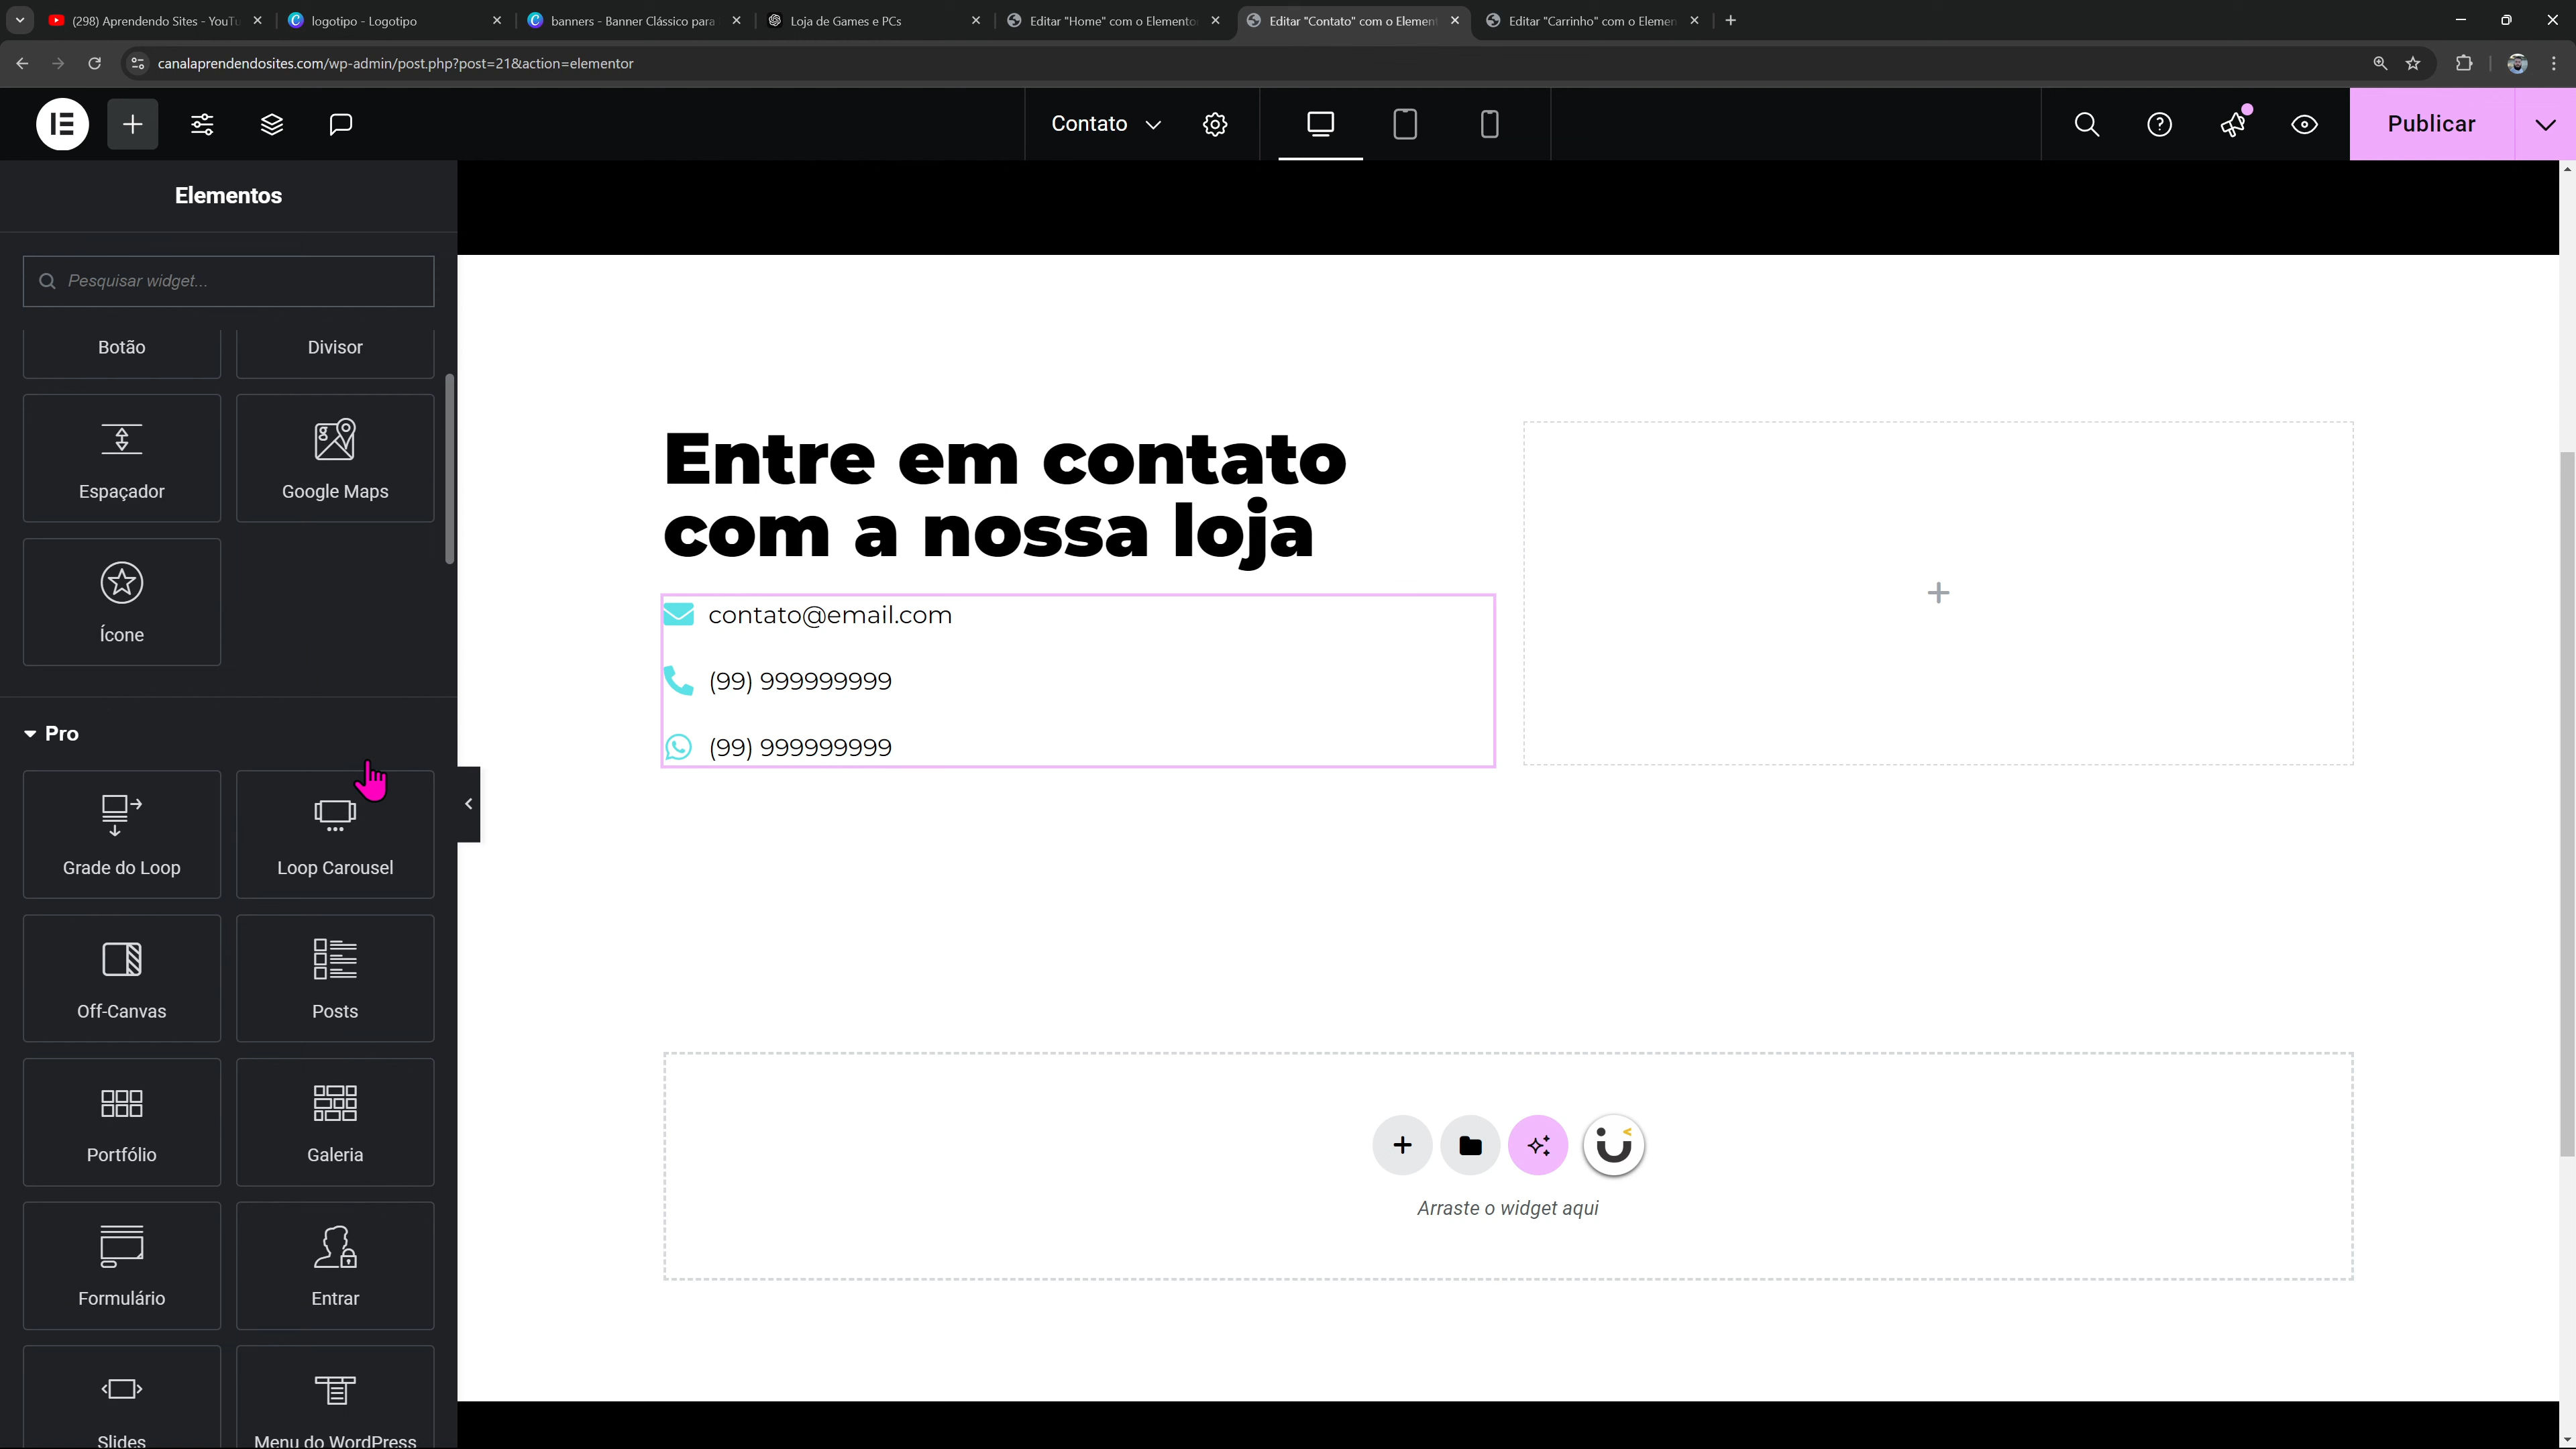 (298) Aprendendo Sites - YouTu
logotipo - Logotipo
banners - Banner Clássico para
Loja de Games e PCs
Editar "Home" com o Elemento
Editar "Contato" com o Element
Editar "Carrinho" com o Elemen
canalaprendendosites.com/wp-admin/post.php?post=21&action=elementor
Contato
Publicar
Elementos
Pesquisar widget...
Botão
Divisor
Espaçador
Google Maps
Ícone
Pro
Grade do Loop
Loop Carousel
Off-Canvas
Posts
Portfólio
Galeria
Formulário
Entrar
Slides
Menu do WordPress
Entre em contato
com a nossa loja
contato@email.com
(99) 999999999
(99) 999999999
Arraste o widget aqui